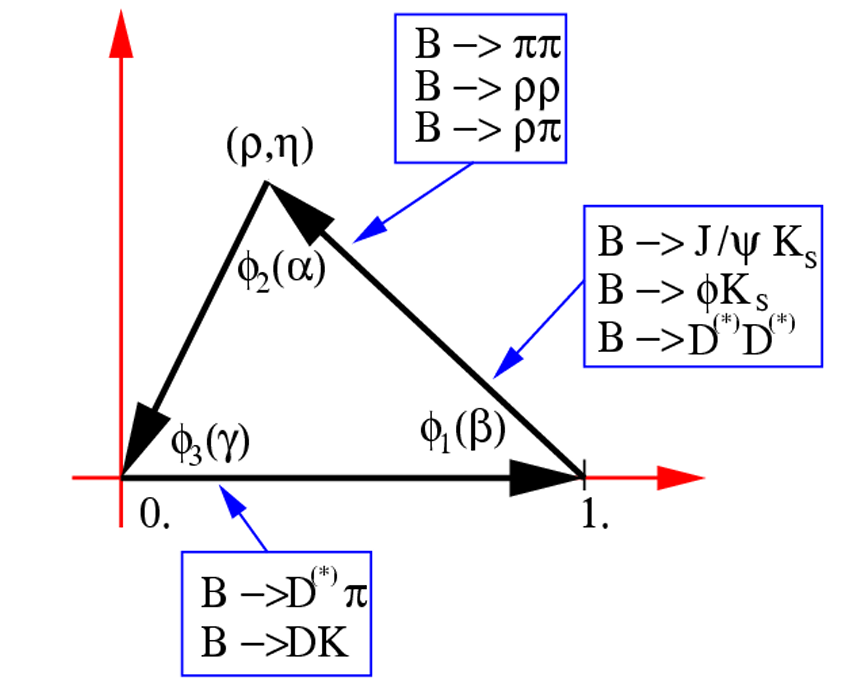 B –> ππ
B –> ρρ
B –> ρπ
(ρ,η)
B –> J/ψ K_s
B –> ϕK_s
B –>D^(*)D^(*)
ϕ_2(α)
ϕ_3(γ)
ϕ_1(β)
0.
1.
B –>D^(*)π
B –>DK